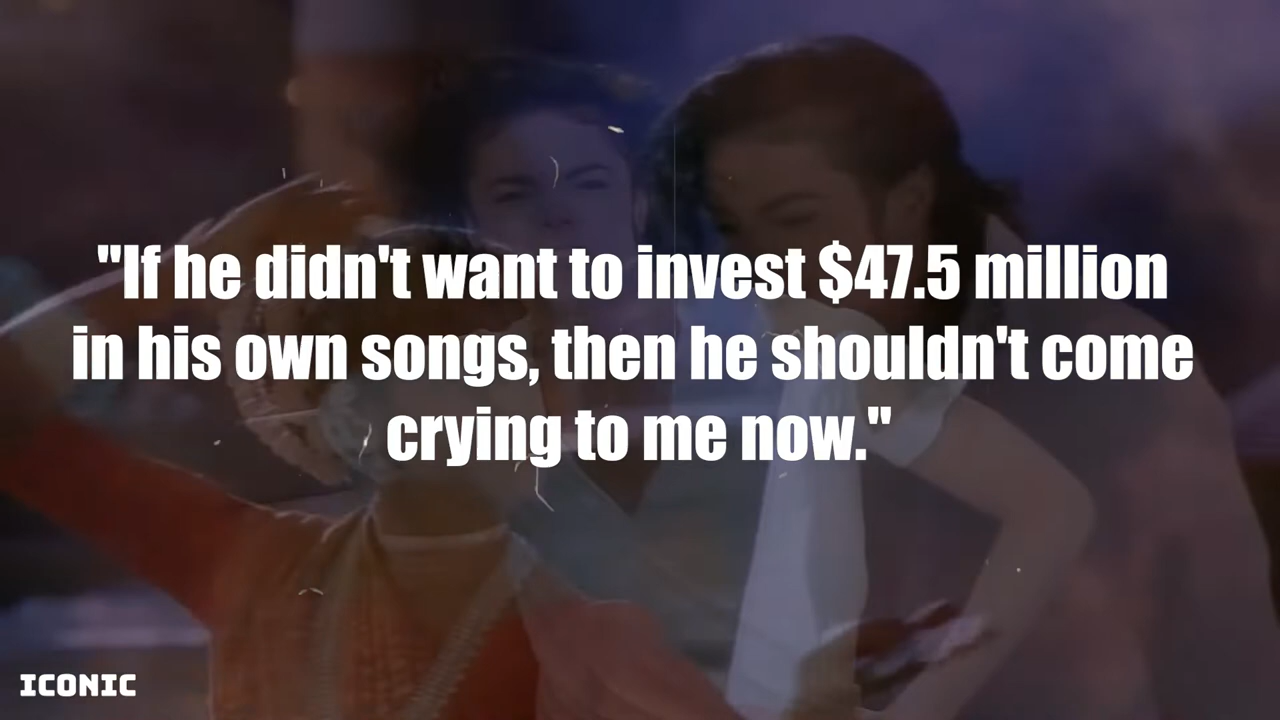 "If he didn't want to invest $47.5 million
in his own songs, then he shouldn't come
crying to me now."
ICONIC